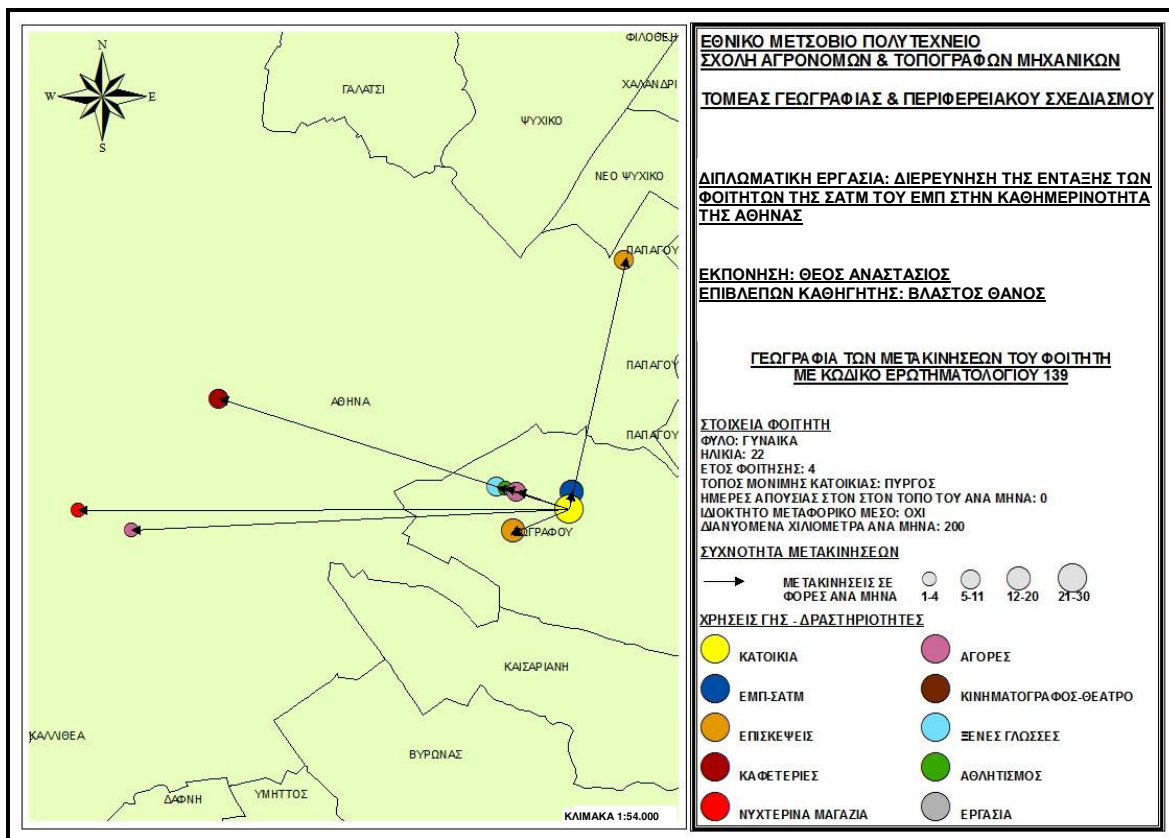 N
W
E
S
ΓΑΛΑΤΣΙ
ΦΙΛΟΘΕΗ
ΧΑΛΑΝΔΡΙ
ΨΥΧΙΚΟ
ΝΕΟ ΨΥΧΙΚΟ
ΠΑΠΑΓΟΥ
ΠΑΠΑΓΟΥ
ΑΘΗΝΑ
ΠΑΠΑΓΟΥ
ΩΓΡΑΦΟΥ
ΚΑΙΣΑΡΙΑΝΗ
ΚΑΛΛΙΘΕΑ
ΒΥΡΩΝΑΣ
ΔΑΦΝΗ
ΥΜΗΤΤΟΣ
ΚΛΙΜΑΚΑ 1:54.000
ΕΘΝΙΚΟ ΜΕΤΣΟΒΙΟ ΠΟΛΥΤΕΧΝΕΙΟ
ΣΧΟΛΗ ΑΓΡΟΝΟΜΩΝ & ΤΟΠΟΓΡΑΦΩΝ ΜΗΧΑΝΙΚΩΝ
ΤΟΜΕΑΣ ΓΕΩΓΡΑΦΙΑΣ & ΠΕΡΙΦΕΡΕΙΑΚΟΥ ΣΧΕΔΙΑΣΜΟΥ
ΔΙΠΛΩΜΑΤΙΚΗ ΕΡΓΑΣΙΑ: ΔΙΕΡΕΥΝΗΣΗ ΤΗΣ ΕΝΤΑΞΗΣ ΤΩΝ
ΦΟΙΤΗΤΩΝ ΤΗΣ ΣΑΤΜ ΤΟΥ ΕΜΠ ΣΤΗΝ ΚΑΘΗΜΕΡΙΝΟΤΗΤΑ
ΤΗΣ ΑΘΗΝΑΣ
ΕΚΠΟΝΗΣΗ: ΘΕΟΣ ΑΝΑΣΤΑΣΙΟΣ
ΕΠΙΒΛΕΠΩΝ ΚΑΘΗΓΗΤΗΣ: ΒΛΑΣΤΟΣ ΘΑΝΟΣ
ΓΕΩΓΡΑΦΙΑ ΤΩΝ ΜΕΤΑΚΙΝΗΣΕΩΝ ΤΟΥ ΦΟΙΤΗΤΗ
ΜΕ ΚΩΔΙΚΟ ΕΡΩΤΗΜΑΤΟΛΟΓΙΟΥ 139
ΣΤΟΙΧΕΙΑ ΦΟΙΤΗΤΗ
ΦΥΛΟ: ΓΥΝΑΙΚΑ
ΗΛΙΚΙΑ: 22
ΕΤΟΣ ΦΟΙΤΗΣΗΣ: 4
ΤΟΠΟΣ ΜΟΝΙΜΗΣ ΚΑΤΟΙΚΙΑΣ: ΠΥΡΓΟΣ
ΗΜΕΡΕΣ ΑΠΟΥΣΙΑΣ ΣΤΟΝ ΣΤΟΝ ΤΟΠΟ ΤΟΥ ΑΝΑ ΜΗΝΑ: 0
ΙΔΙΟΚΤΗΤΟ ΜΕΤΑΦΟΡΙΚΟ ΜΕΣΟ: ΟΧΙ
ΔΙΑΝΥΟΜΕΝΑ ΧΙΛΙΟΜΕΤΡΑ ΑΝΑ ΜΗΝΑ: 200
ΣΥΧΝΟΤΗΤΑ ΜΕΤΑΚΙΝΗΣΕΩΝ
ΜΕΤΑΚΙΝΗΣΕΙΣ ΣΕ
ΦΟΡΕΣ ΑΝΑ ΜΗΝΑ
1-4 5-11 12-20 21-30
ΧΡΗΣΕΙΣ ΓΗΣ - ΔΡΑΣΤΗΡΙΟΤΗΤΕΣ
ΚΑΤΟΙΚΙΑ
ΑΓΟΡΕΣ
ΕΜΠ-ΣΑΤΜ
ΚΙΝΗΜΑΤΟΓΡΑΦΟΣ-ΘΕΑΤΡΟ
ΕΠΙΣΚΕΨΕΙΣ
ΞΕΝΕΣ ΓΛΩΣΣΕΣ
ΚΑΦΕΤΕΡΙΕΣ
ΑΘΛΗΤΙΣΜΟΣ
ΝΥΧΤΕΡΙΝΑ ΜΑΓΑΖΙΑ
ΕΡΓΑΣΙΑ